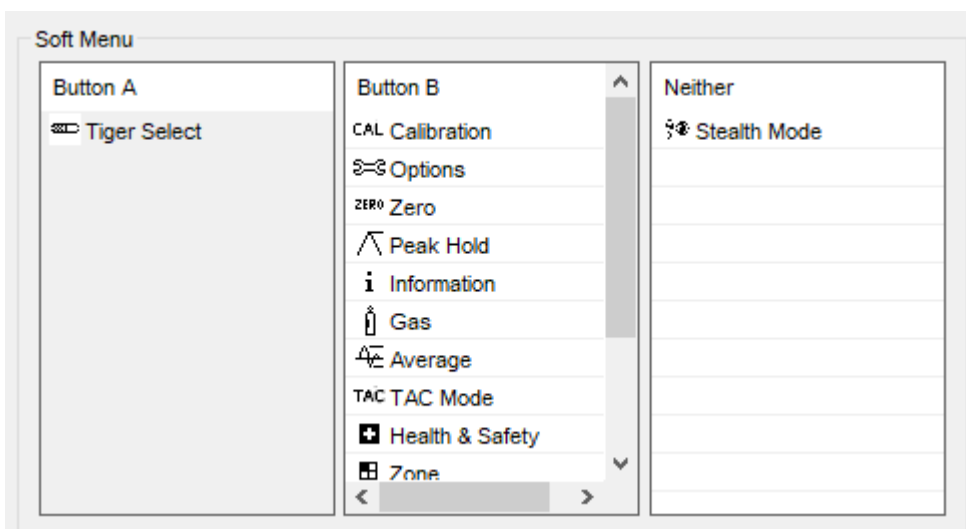 Soft Menu
Button A
Tiger Select
Button B
CAL Calibration
Options
ZERO Zero
Peak Hold
i Information
Gas
Average
TAC TAC Mode
Health & Safety
Zone
Neither
Stealth Mode